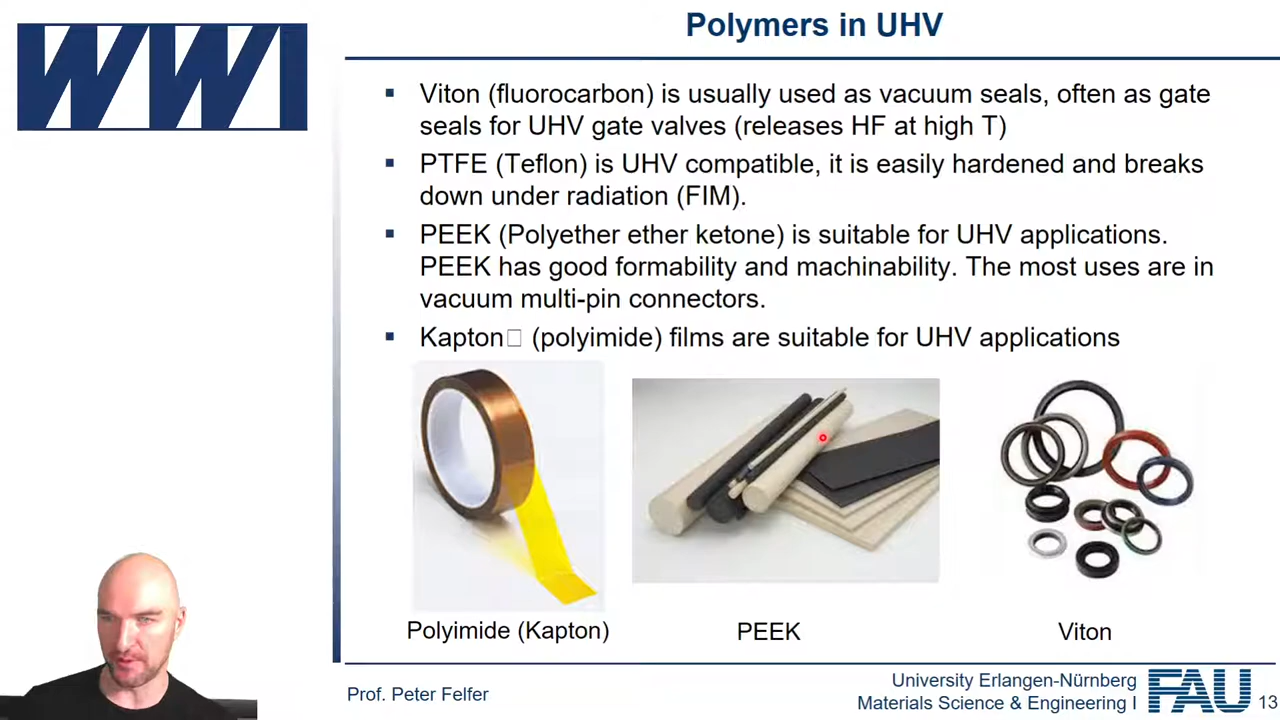 WWI
Polymers in UHV
▪ Viton (fluorocarbon) is usually used as vacuum seals, often as gate
seals for UHV gate valves (releases HF at high T)
▪ PTFE (Teflon) is UHV compatible, it is easily hardened and breaks
down under radiation (FIM).
▪ PEEK (Polyether ether ketone) is suitable for UHV applications.
PEEK has good formability and machinability. The most uses are in
vacuum multi-pin connectors.
▪ Kapton□ (polyimide) films are suitable for UHV applications
Polyimide (Kapton)
PEEK
Viton
Prof. Peter Felfer
University Erlangen-Nürnberg
Materials Science & Engineering I
FAU
13